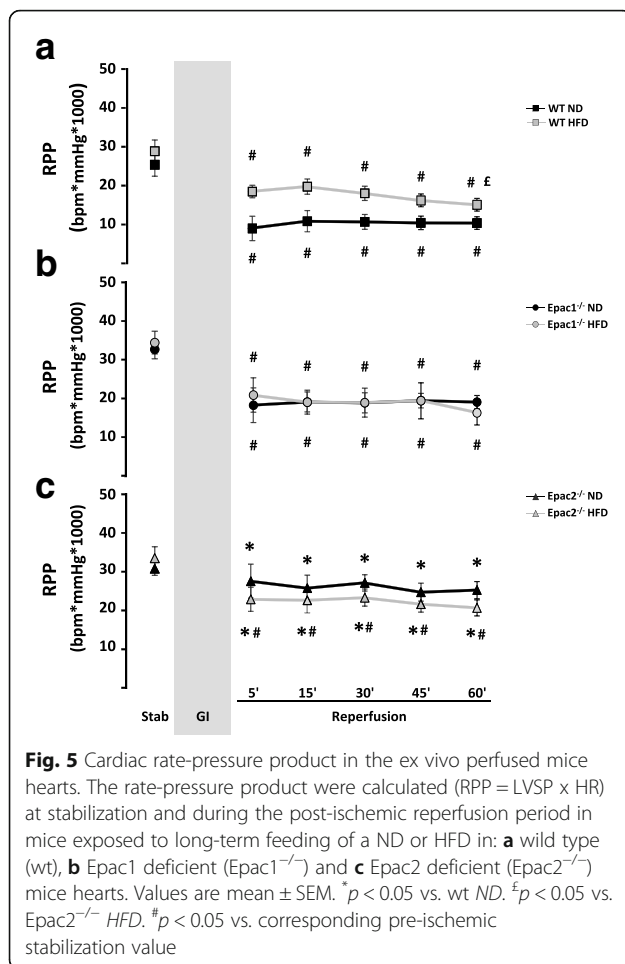 a
50
40
30
20
10
RPP
(bpm*mmHg*1000)
WT ND
WT HFD
# # # # # £
# # # # #
b
50
40
30
20
10
RPP
(bpm*mmHg*1000)
Epac1-/- ND
Epac1-/- HFD
# # # # #
# # # # #
c
50
40
30
20
10
RPP
(bpm*mmHg*1000)
Epac2-/- ND
Epac2-/- HFD
* * * * *
*# *# *# *# *#
5' 15' 30' 45' 60'
Stab GI Reperfusion
Fig. 5 Cardiac rate-pressure product in the ex vivo perfused mice
hearts. The rate-pressure product were calculated (RPP = LVSP x HR)
at stabilization and during the post-ischemic reperfusion period in
mice exposed to long-term feeding of a ND or HFD in: a wild type
(wt), b Epac1 deficient (Epac1−/−) and c Epac2 deficient (Epac2−/−)
mice hearts. Values are mean ± SEM. *p < 0.05 vs. wt ND. £p < 0.05 vs.
Epac2−/− HFD. #p < 0.05 vs. corresponding pre-ischemic
stabilization value